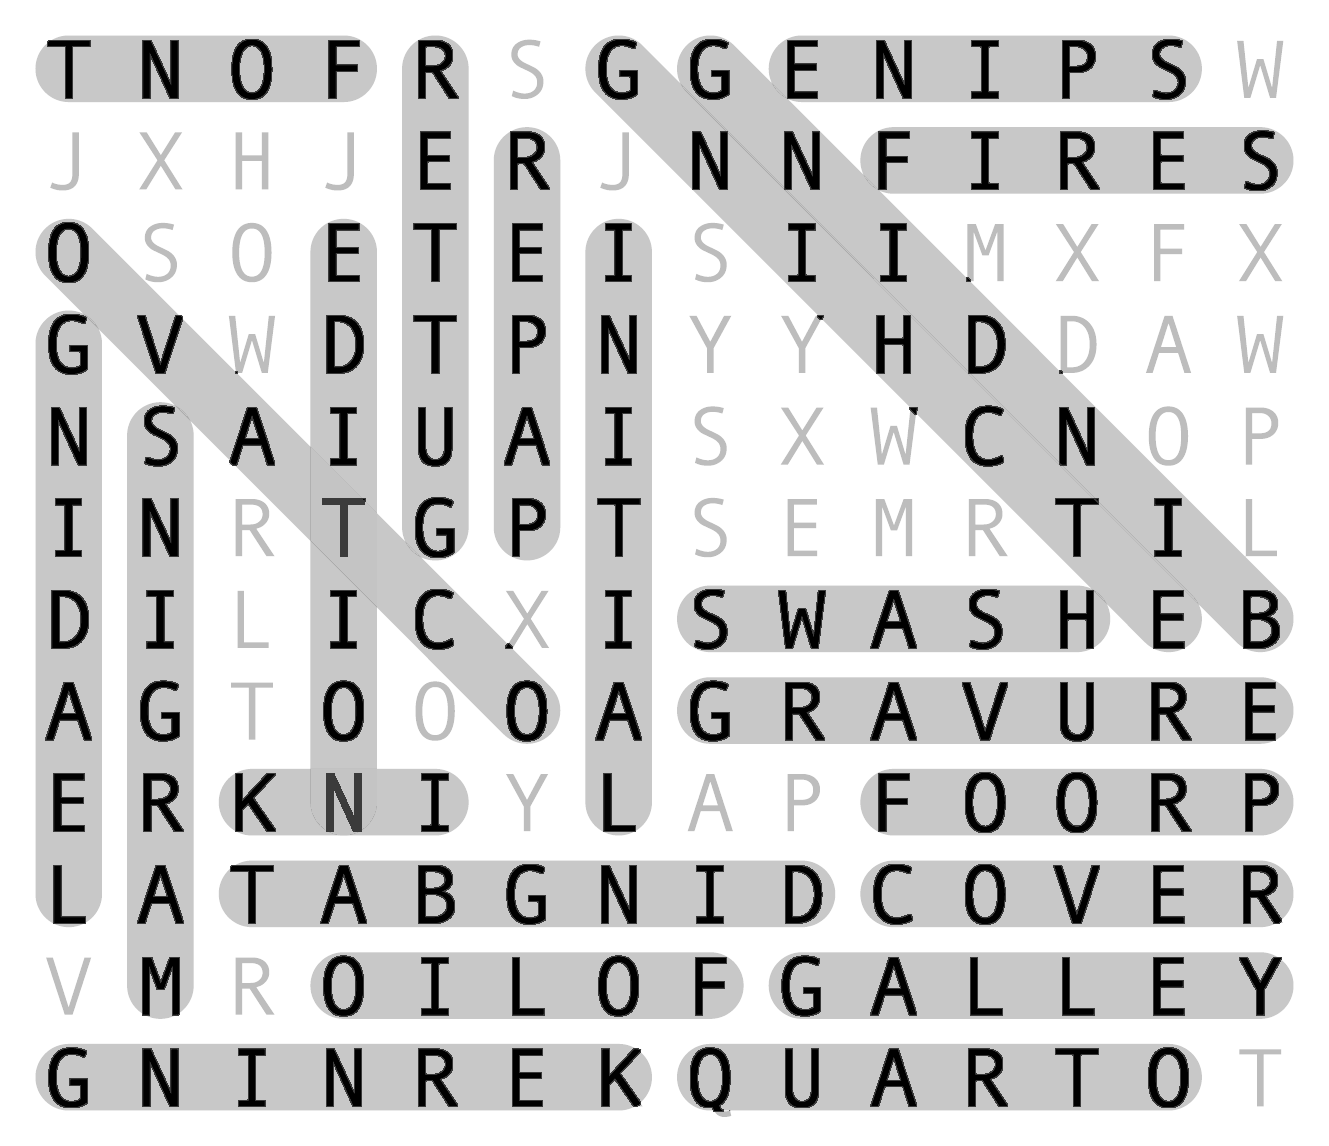 T N O F R S G G E N I P S W
J X H J E R J N N F I R E S
O S O E T E I S I I M X F X
G V W D T P N Y Y H D D A W
N S A I U A I S X W C N O P
I N R T G P T S E M R T I L
D I L I C X I S W A S H E B
A G T O O O A G R A V U R E
E R K N I Y L A P F O O R P
L A T A B G N I D C O V E R
V M R O I L O F G A L L E Y
G N I N R E K Q U A R T O T